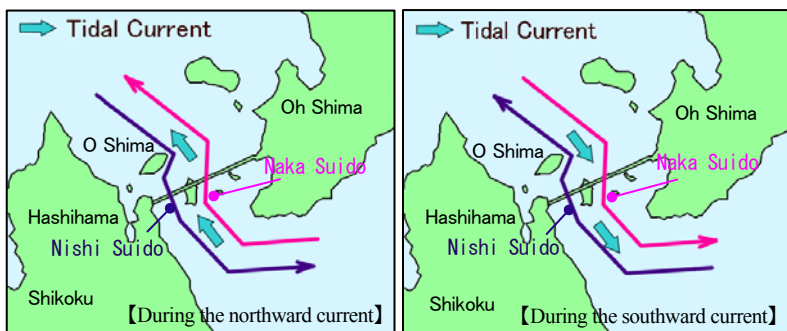 Tidal Current
Oh Shima
O Shima
Naka Suido
Hashihama
Nishi Suido
Shikoku
【During the northward current】
Tidal Current
Oh Shima
O Shima
Naka Suido
Hashihama
Nishi Suido
Shikoku
【During the southward current】